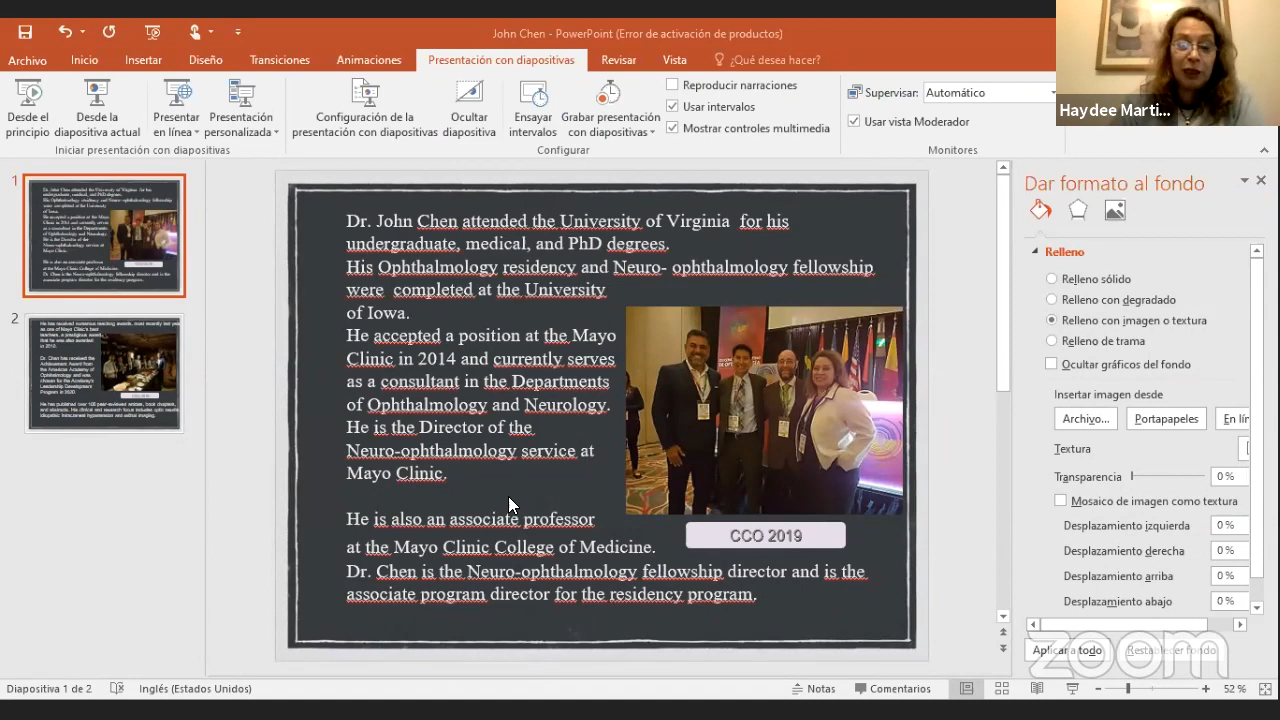 John Chen - PowerPoint (Error de activación de productos)
Archivo Inicio Insertar Diseño Transiciones Animaciones Presentación con diapositivas Revisar Vista ¿Qué desea hacer?
Desde el principio
Desde la diapositiva actual
Presentar en línea
Presentación personalizada
Iniciar presentación con diapositivas
Configuración de la presentación con diapositivas
Ocultar diapositiva
Ensayar intervalos
Grabar presentación con diapositivas
Reproducir narraciones
Usar intervalos
Mostrar controles multimedia
Configurar
Supervisar: Automático
Usar vista Moderador
Monitores
Haydee Marti...
1
2
Dr. John Chen attended the University of Virginia for his
undergraduate, medical, and PhD degrees.
His Ophthalmology residency and Neuro- ophthalmology fellowship
were completed at the University
of Iowa.
He accepted a position at the Mayo
Clinic in 2014 and currently serves
as a consultant in the Departments
of Ophthalmology and Neurology.
He is the Director of the
Neuro-ophthalmology service at
Mayo Clinic.
He is also an associate professor
at the Mayo Clinic College of Medicine.
Dr. Chen is the Neuro-ophthalmology fellowship director and is the
associate program director for the residency program.
CCO 2019
Dar formato al fondo
Relleno
Relleno sólido
Relleno con degradado
Relleno con imagen o textura
Relleno de trama
Ocultar gráficos del fondo
Insertar imagen desde
Archivo... Portapapeles En lín
Textura
Transparencia 0 %
Mosaico de imagen como textura
Desplazamiento izquierda 0 %
Desplazamiento derecha 0 %
Desplazamiento arriba 0 %
Desplazamiento abajo 0 %
Aplicar a todo Restablecer fondo
zoom
Diapositiva 1 de 2 Inglés (Estados Unidos) Notas Comentarios 52 %